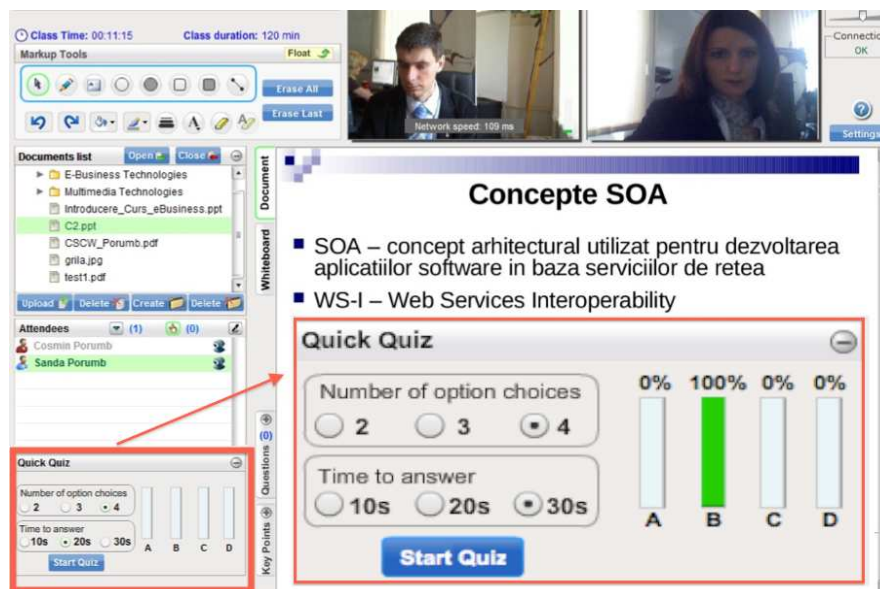 Class Time: 00:11:15 Class duration: 120 min
Markup Tools Float
Erase All
Erase Last
Network speed: 109 ms
Connectio
OK
Settings
Documents list Open Close
E-Business Technologies
Multimedia Technologies
Introducere_Curs_eBusiness.ppt
C2.ppt
CSCW_Porumb.pdf
grila.jpg
test1.pdf
Upload Delete Create Delete
Attendees (1) (0)
Cosmin Porumb
Sanda Porumb
Quick Quiz
Number of option choices
2 3 4
Time to answer
10s 20s 30s
A B C D
Start Quiz
Document
Whiteboard
(0)
Questions
Key Points
Concepte SOA
SOA – concept arhitectural utilizat pentru dezvoltarea
aplicatiilor software in baza serviciilor de retea
WS-I – Web Services Interoperability
Quick Quiz
Number of option choices
2 3 4
Time to answer
10s 20s 30s
Start Quiz
0% 100% 0% 0%
A B C D